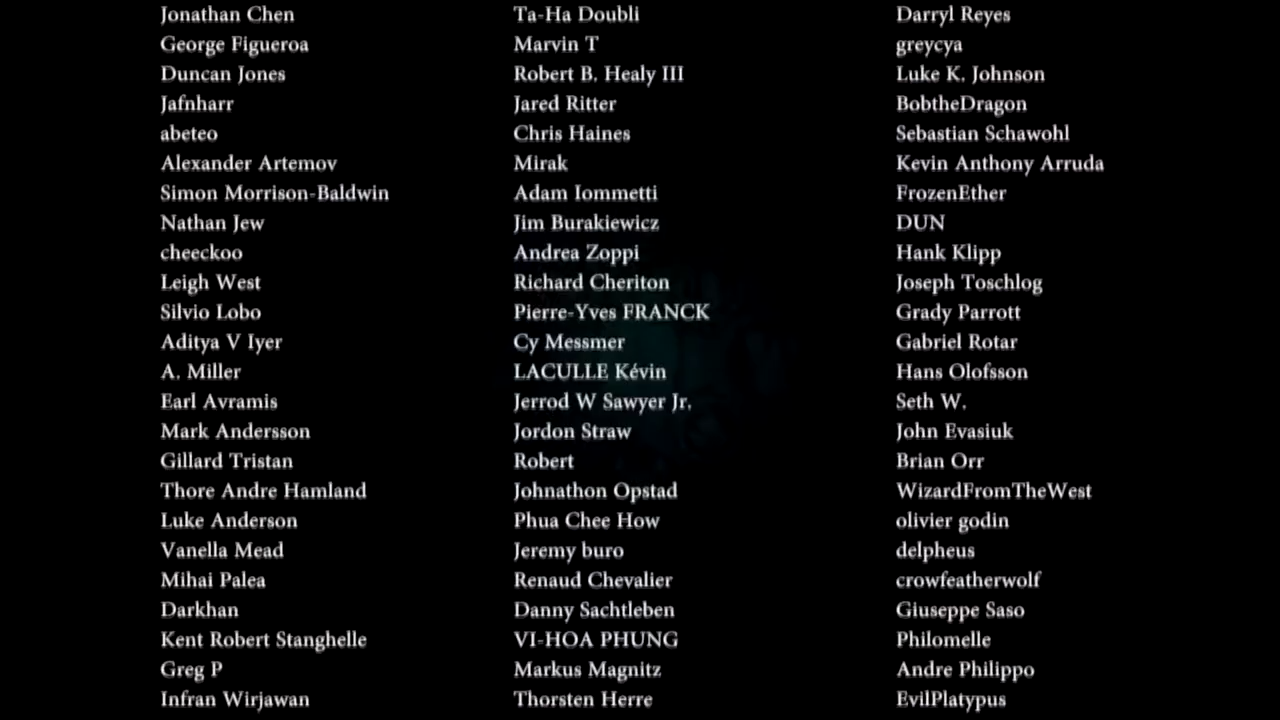 Jonathan Chen
George Figueroa
Duncan Jones
Jafnharr
abeteo
Alexander Artemov
Simon Morrison-Baldwin
Nathan Jew
cheeckoo
Leigh West
Silvio Lobo
Aditya V Iyer
A. Miller
Earl Avramis
Mark Andersson
Gillard Tristan
Thore Andre Hamland
Luke Anderson
Vanella Mead
Mihai Palea
Darkhan
Kent Robert Stanghelle
Greg P
Infran Wirjawan
Ta-Ha Doubli
Marvin T
Robert B. Healy III
Jared Ritter
Chris Haines
Mirak
Adam Iommetti
Jim Burakiewicz
Andrea Zoppi
Richard Cheriton
Pierre-Yves FRANCK
Cy Messmer
LACULLE Kévin
Jerrod W Sawyer Jr.
Jordon Straw
Robert
Johnathon Opstad
Phua Chee How
Jeremy buro
Renaud Chevalier
Danny Sachtleben
VI-HOA PHUNG
Markus Magnitz
Thorsten Herre
Darryl Reyes
greycya
Luke K. Johnson
BobtheDragon
Sebastian Schawohl
Kevin Anthony Arruda
FrozenEther
DUN
Hank Klipp
Joseph Toschlog
Grady Parrott
Gabriel Rotar
Hans Olofsson
Seth W.
John Evasiuk
Brian Orr
WizardFromTheWest
olivier godin
delpheus
crowfeatherwolf
Giuseppe Saso
Philomelle
Andre Philippo
EvilPlatypus